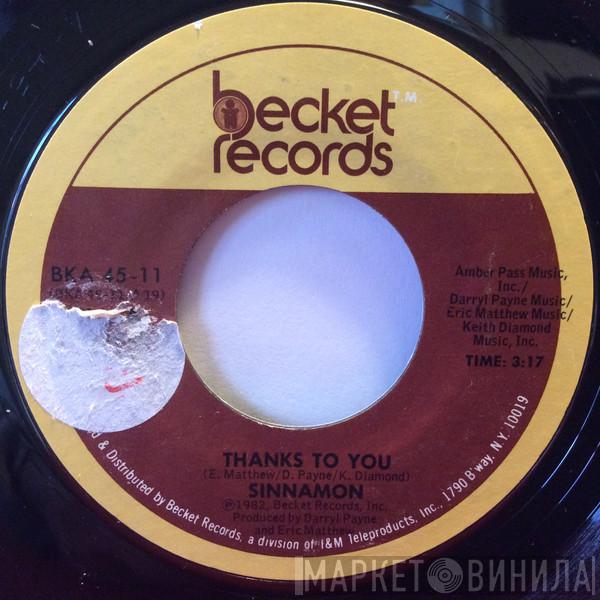 becket T.M.
records
BKA 45-11
Amber Pass Music,
Inc./
Darryl Payne Music/
Eric Matthew Music/
Keith Diamond
Music, Inc.
TIME: 3:17
THANKS TO YOU
(E. Matthew/D. Payne/K. Diamond)
SINNAMON
℗1982, Becket Records, Inc.
Produced by Darryl Payne
and Eric Matthew
& Distributed by Becket Records, a division of I&M Teleproducts, Inc., 1790 B'way, N.Y. N.Y. 10019
МАРКЕТ ВИНИЛА